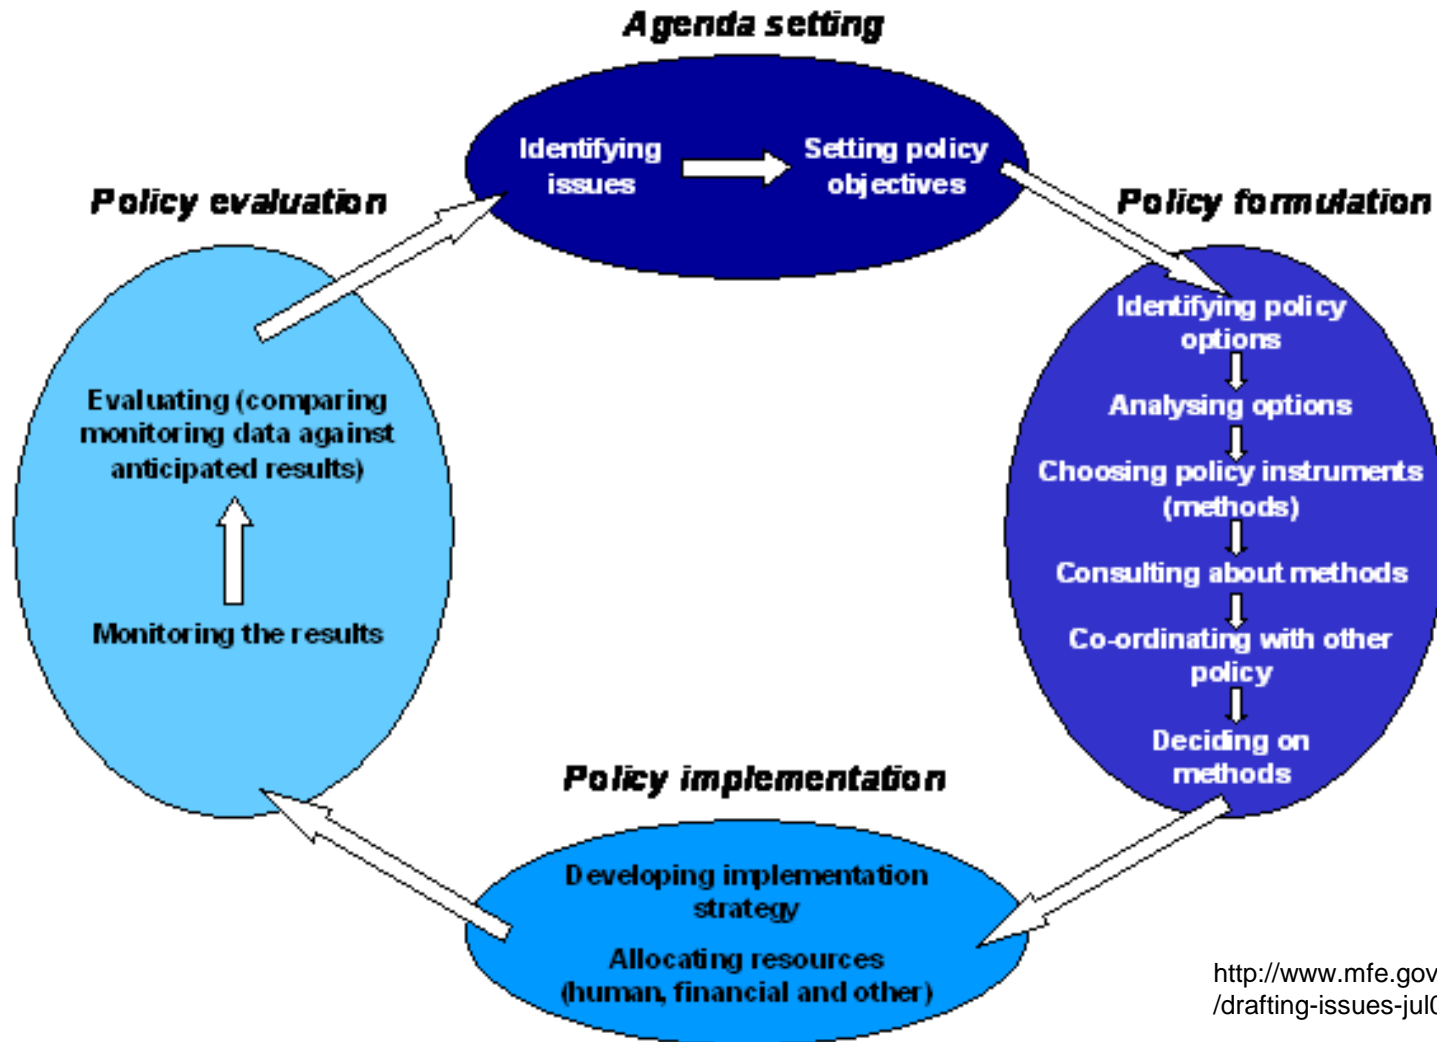 Agenda setting
Identifying
issues
Setting policy
objectives
Policy formulation
Identifying policy
options
Analysing options
Choosing policy instruments
(methods)
Consulting about methods
Co-ordinating with other
policy
Deciding on
methods
Policy implementation
Developing implementation
strategy
Allocating resources
(human, financial and other)
Policy evaluation
Evaluating (comparing
monitoring data against
anticipated results)
Monitoring the results
http://www.mfe.gov
/drafting-issues-jul